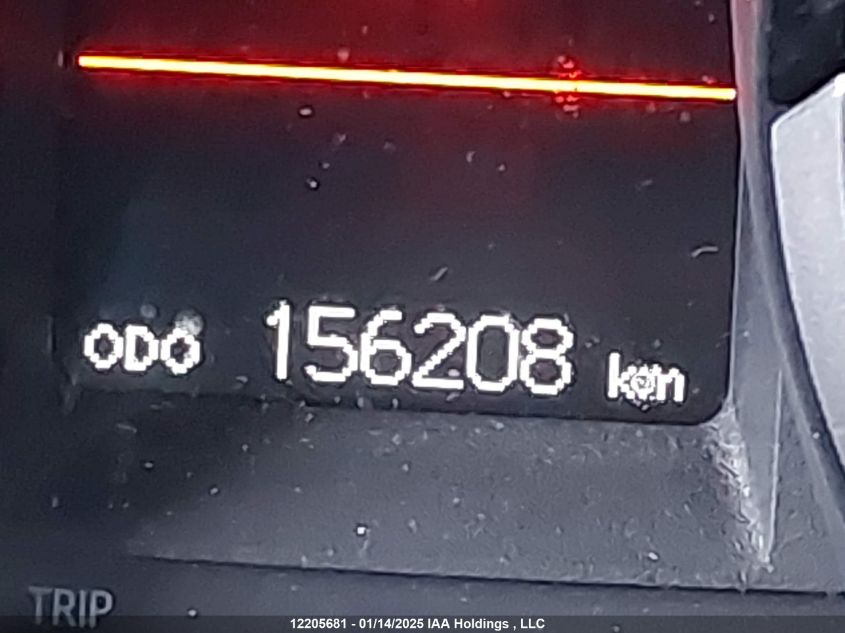 ODO 156208 km
TRIP
12205681 - 01/14/2025 IAA Holdings , LLC